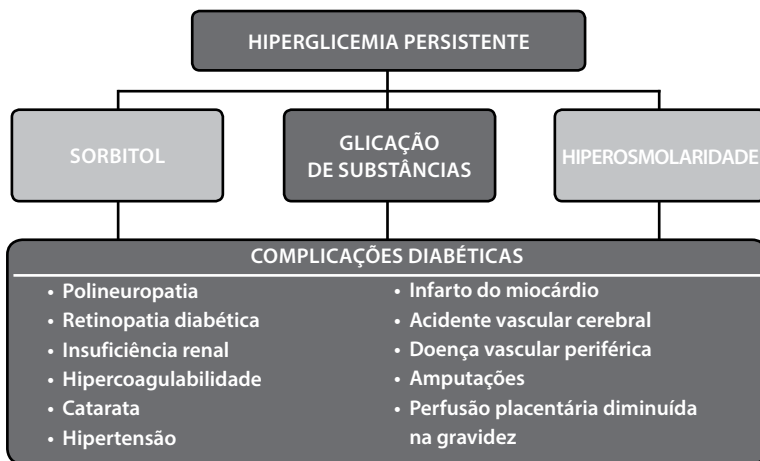 HIPERGLICEMIA PERSISTENTE
SORBITOL
GLICAÇÃO
DE SUBSTÂNCIAS
HIPEROSMOLARIDADE
COMPLICAÇÕES DIABÉTICAS
• Polineuropatia
• Retinopatia diabética
• Insuficiência renal
• Hipercoagulabilidade
• Catarata
• Hipertensão
• Infarto do miocárdio
• Acidente vascular cerebral
• Doença vascular periférica
• Amputações
• Perfusão placentária diminuída
na gravidez